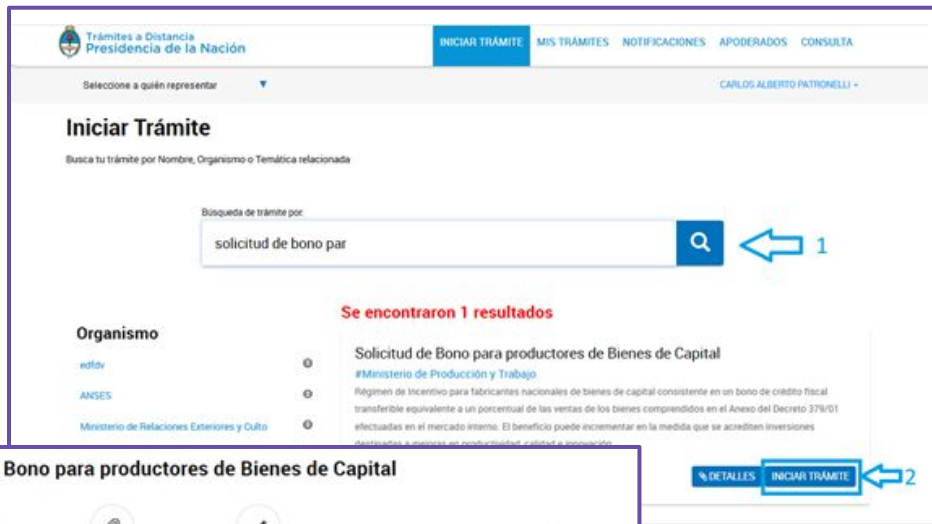 Trámites a Distancia
Presidencia de la Nación
INICIAR TRÁMITE MIS TRÁMITES NOTIFICACIONES APODERADOS CONSULTA
Seleccione a quién representar
CARLOS ALBERTO PATRONELLI
Iniciar Trámite
Busca tu trámite por Nombre, Organismo o Temática relacionada
Búsqueda de trámite por:
solicitud de bono par
1
Se encontraron 1 resultados
Organismo
edfdv
ANSES
Ministerio de Relaciones Exteriores y Culto
Solicitud de Bono para productores de Bienes de Capital
#Ministerio de Producción y Trabajo
Régimen de Incentivo para fabricantes nacionales de bienes de capital consistente en un bono de crédito fiscal
transferible equivalente a un porcentual de las ventas de los bienes comprendidos en el Anexo del Decreto 379/01
efectuadas en el mercado interno. El beneficio puede incrementar en la medida que se acrediten inversiones
destinadas a mejoras en productividad, calidad e innovación
DETALLES INICIAR TRÁMITE
2
Bono para productores de Bienes de Capital